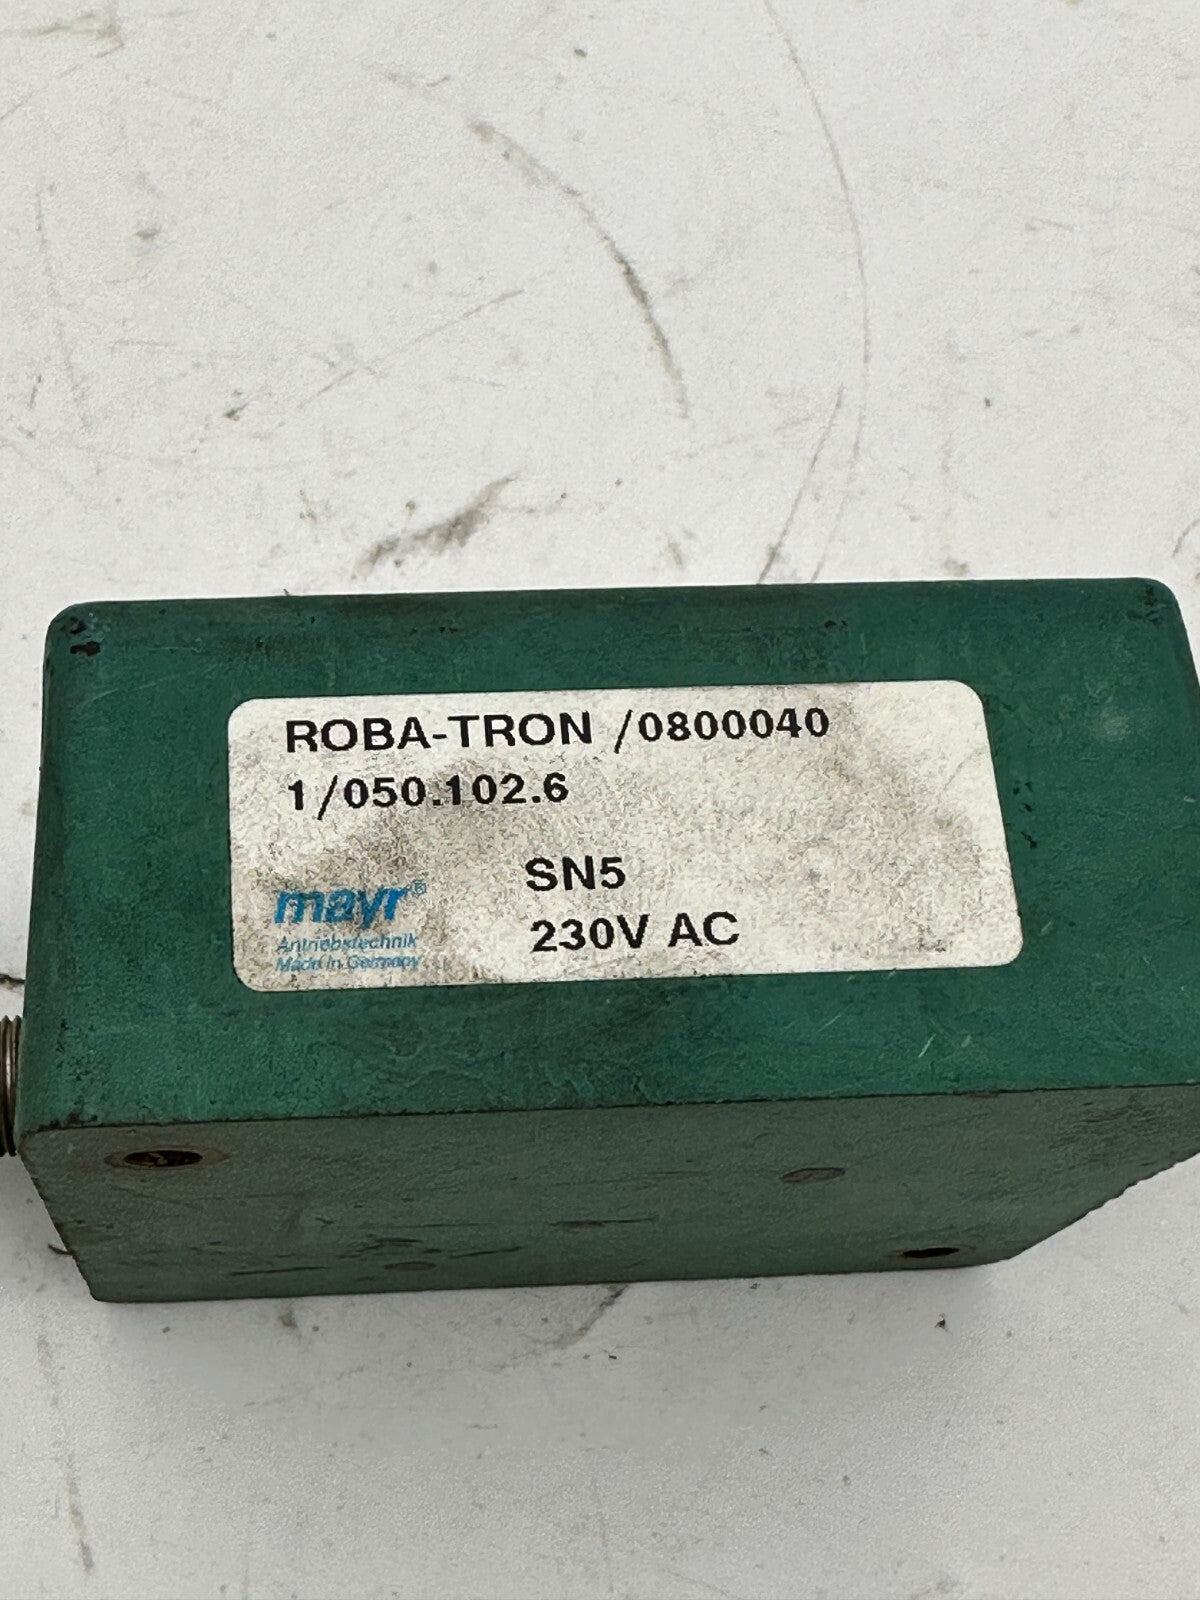 ROBA-TRON /0800040
1/050.102.6
SN5
230V AC
mayr®
Antriebstechnik
Made in Germany